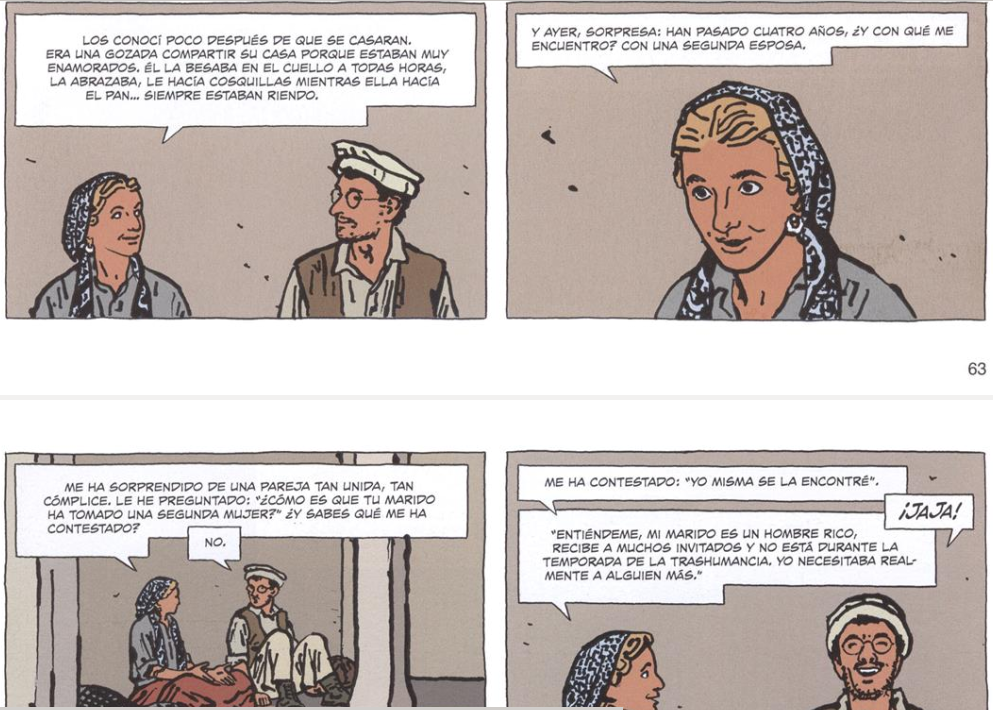 LOS CONOCÍ POCO DESPUÉS DE QUE SE CASARAN.
ERA UNA GOZADA COMPARTIR SU CASA PORQUE ESTABAN MUY
ENAMORADOS. ÉL LA BESABA EN EL CUELLO A TODAS HORAS,
LA ABRAZABA, LE HACÍA COSQUILLAS MIENTRAS ELLA HACÍA
EL PAN... SIEMPRE ESTABAN RIENDO.
Y AYER, SORPRESA: HAN PASADO CUATRO AÑOS, ¿Y CON QUÉ ME
ENCUENTRO? CON UNA SEGUNDA ESPOSA.
63
ME HA SORPRENDIDO DE UNA PAREJA TAN UNIDA, TAN
CÓMPLICE. LE HE PREGUNTADO: "¿CÓMO ES QUE TU MARIDO
HA TOMADO UNA SEGUNDA MUJER?" ¿Y SABES QUÉ ME HA
CONTESTADO?
NO.
ME HA CONTESTADO: "YO MISMA SE LA ENCONTRÉ".
¡JAJA!
"ENTIÉNDEME, MI MARIDO ES UN HOMBRE RICO,
RECIBE A MUCHOS INVITADOS Y NO ESTÁ DURANTE LA
TEMPORADA DE LA TRASHUMANCIA. YO NECESITABA REAL-
MENTE A ALGUIEN MÁS."